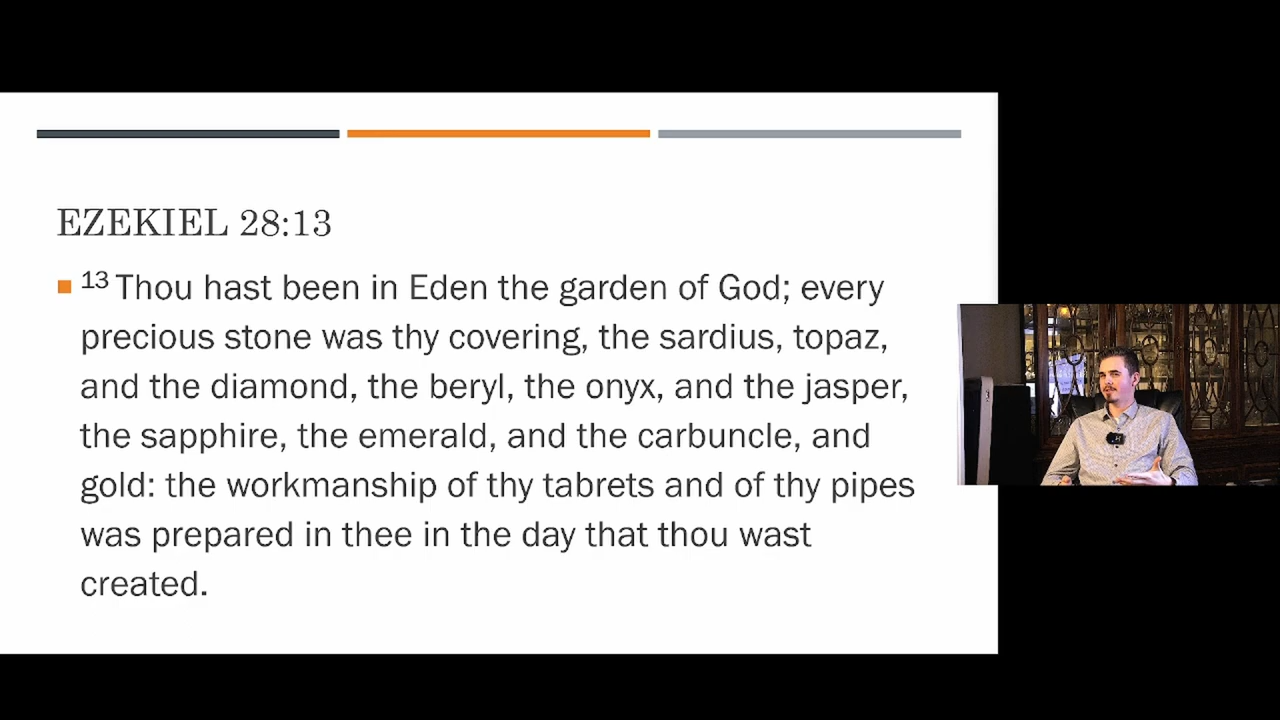 EZEKIEL 28:13
13 Thou hast been in Eden the garden of God; every
precious stone was thy covering, the sardius, topaz,
and the diamond, the beryl, the onyx, and the jasper,
the sapphire, the emerald, and the carbuncle, and
gold: the workmanship of thy tabrets and of thy pipes
was prepared in thee in the day that thou wast
created.